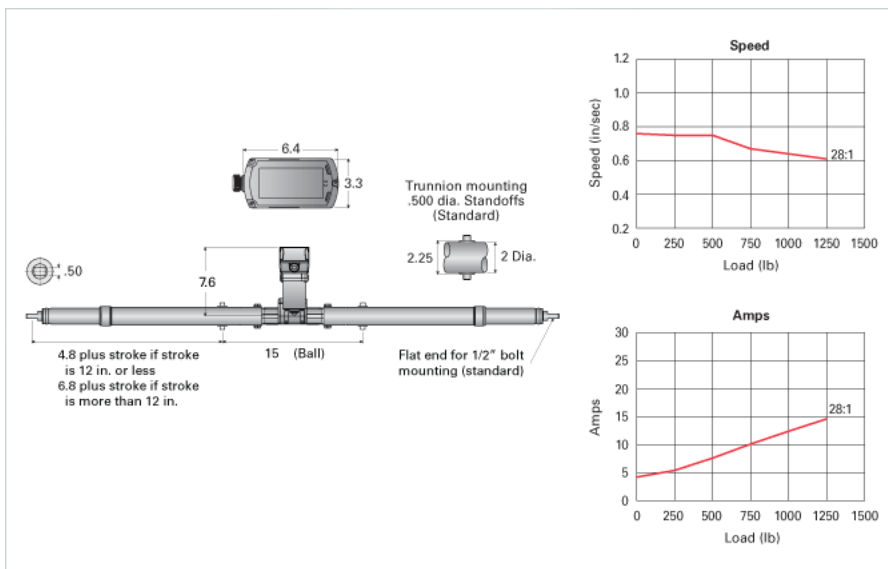 6.4
3.3
Trunnion mounting
.500 dia. Standoffs
(Standard)
2.25
2 Dia.
.50
7.6
15 (Ball)
4.8 plus stroke if stroke
is 12 in. or less
6.8 plus stroke if stroke
is more than 12 in.
Flat end for 1/2" bolt
mounting (standard)
Speed
Speed (in/sec)
1.2
1.0
0.8
0.6
0.4
0.2
28:1
0 250 500 750 1000 1250 1500
Load (lb)
Amps
Amps
30
25
20
15
10
5
0
28:1
0 250 500 750 1000 1250 1500
Load (lb)